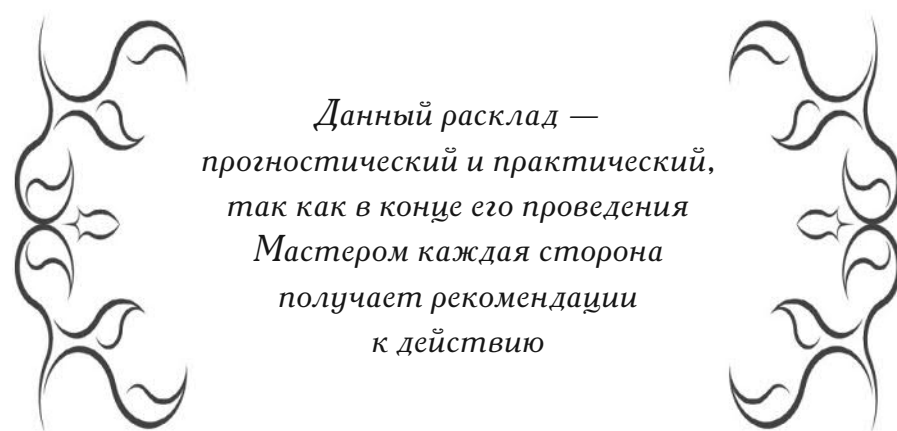 Данный расклад —
прогностический и практический,
так как в конце его проведения
Мастером каждая сторона
получает рекомендации
к действию